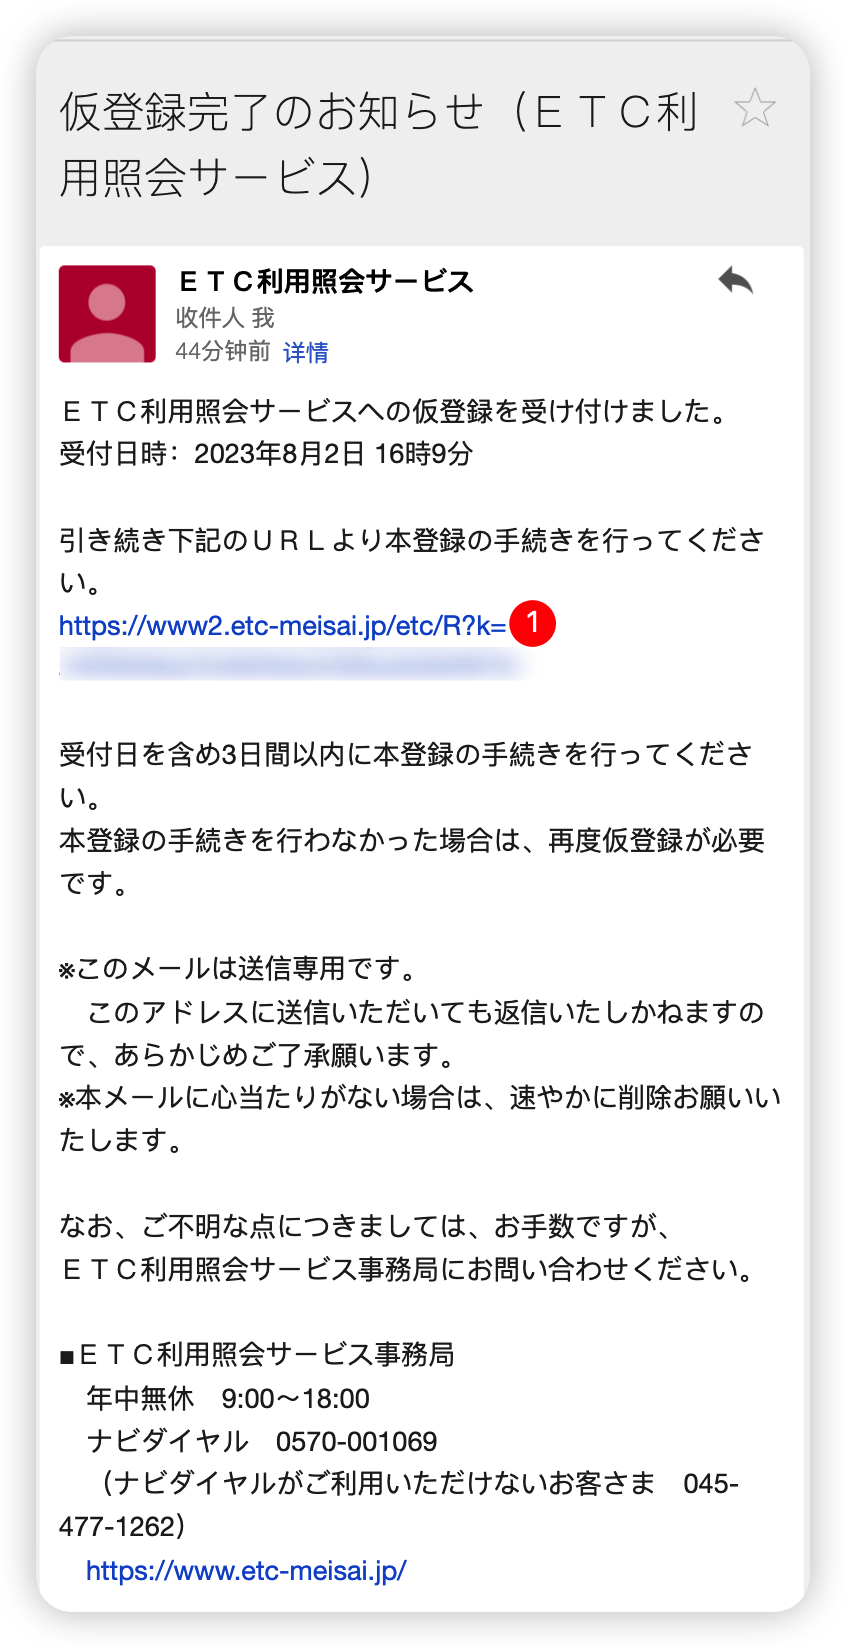 仮登録完了のお知らせ（ＥＴＣ利
用照会サービス）
ＥＴＣ利用照会サービス
收件人 我
44分钟前 详情
ＥＴＣ利用照会サービスへの仮登録を受け付けました。
受付日時：2023年8月2日 16時9分
引き続き下記のＵＲＬより本登録の手続きを行ってくださ
い。
https://www2.etc-meisai.jp/etc/R?k= 1
受付日を含め3日間以内に本登録の手続きを行ってくださ
い。
本登録の手続きを行わなかった場合は、再度仮登録が必要
です。
※このメールは送信専用です。
　このアドレスに送信いただいても返信いたしかねますの
で、あらかじめご了承願います。
※本メールに心当たりがない場合は、速やかに削除お願いい
たします。
なお、ご不明な点につきましては、お手数ですが、
ＥＴＣ利用照会サービス事務局にお問い合わせください。
■ＥＴＣ利用照会サービス事務局
　年中無休　9:00～18:00
　ナビダイヤル　0570-001069
　（ナビダイヤルがご利用いただけないお客さま　045-
477-1262）
　https://www.etc-meisai.jp/